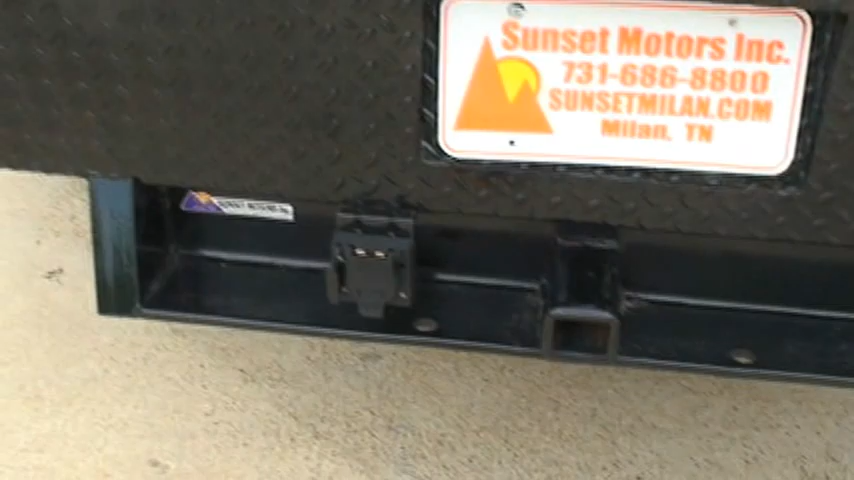 Sunset Motors Inc.
731-686-8800
SUNSETMILAN.COM
Milan, TN